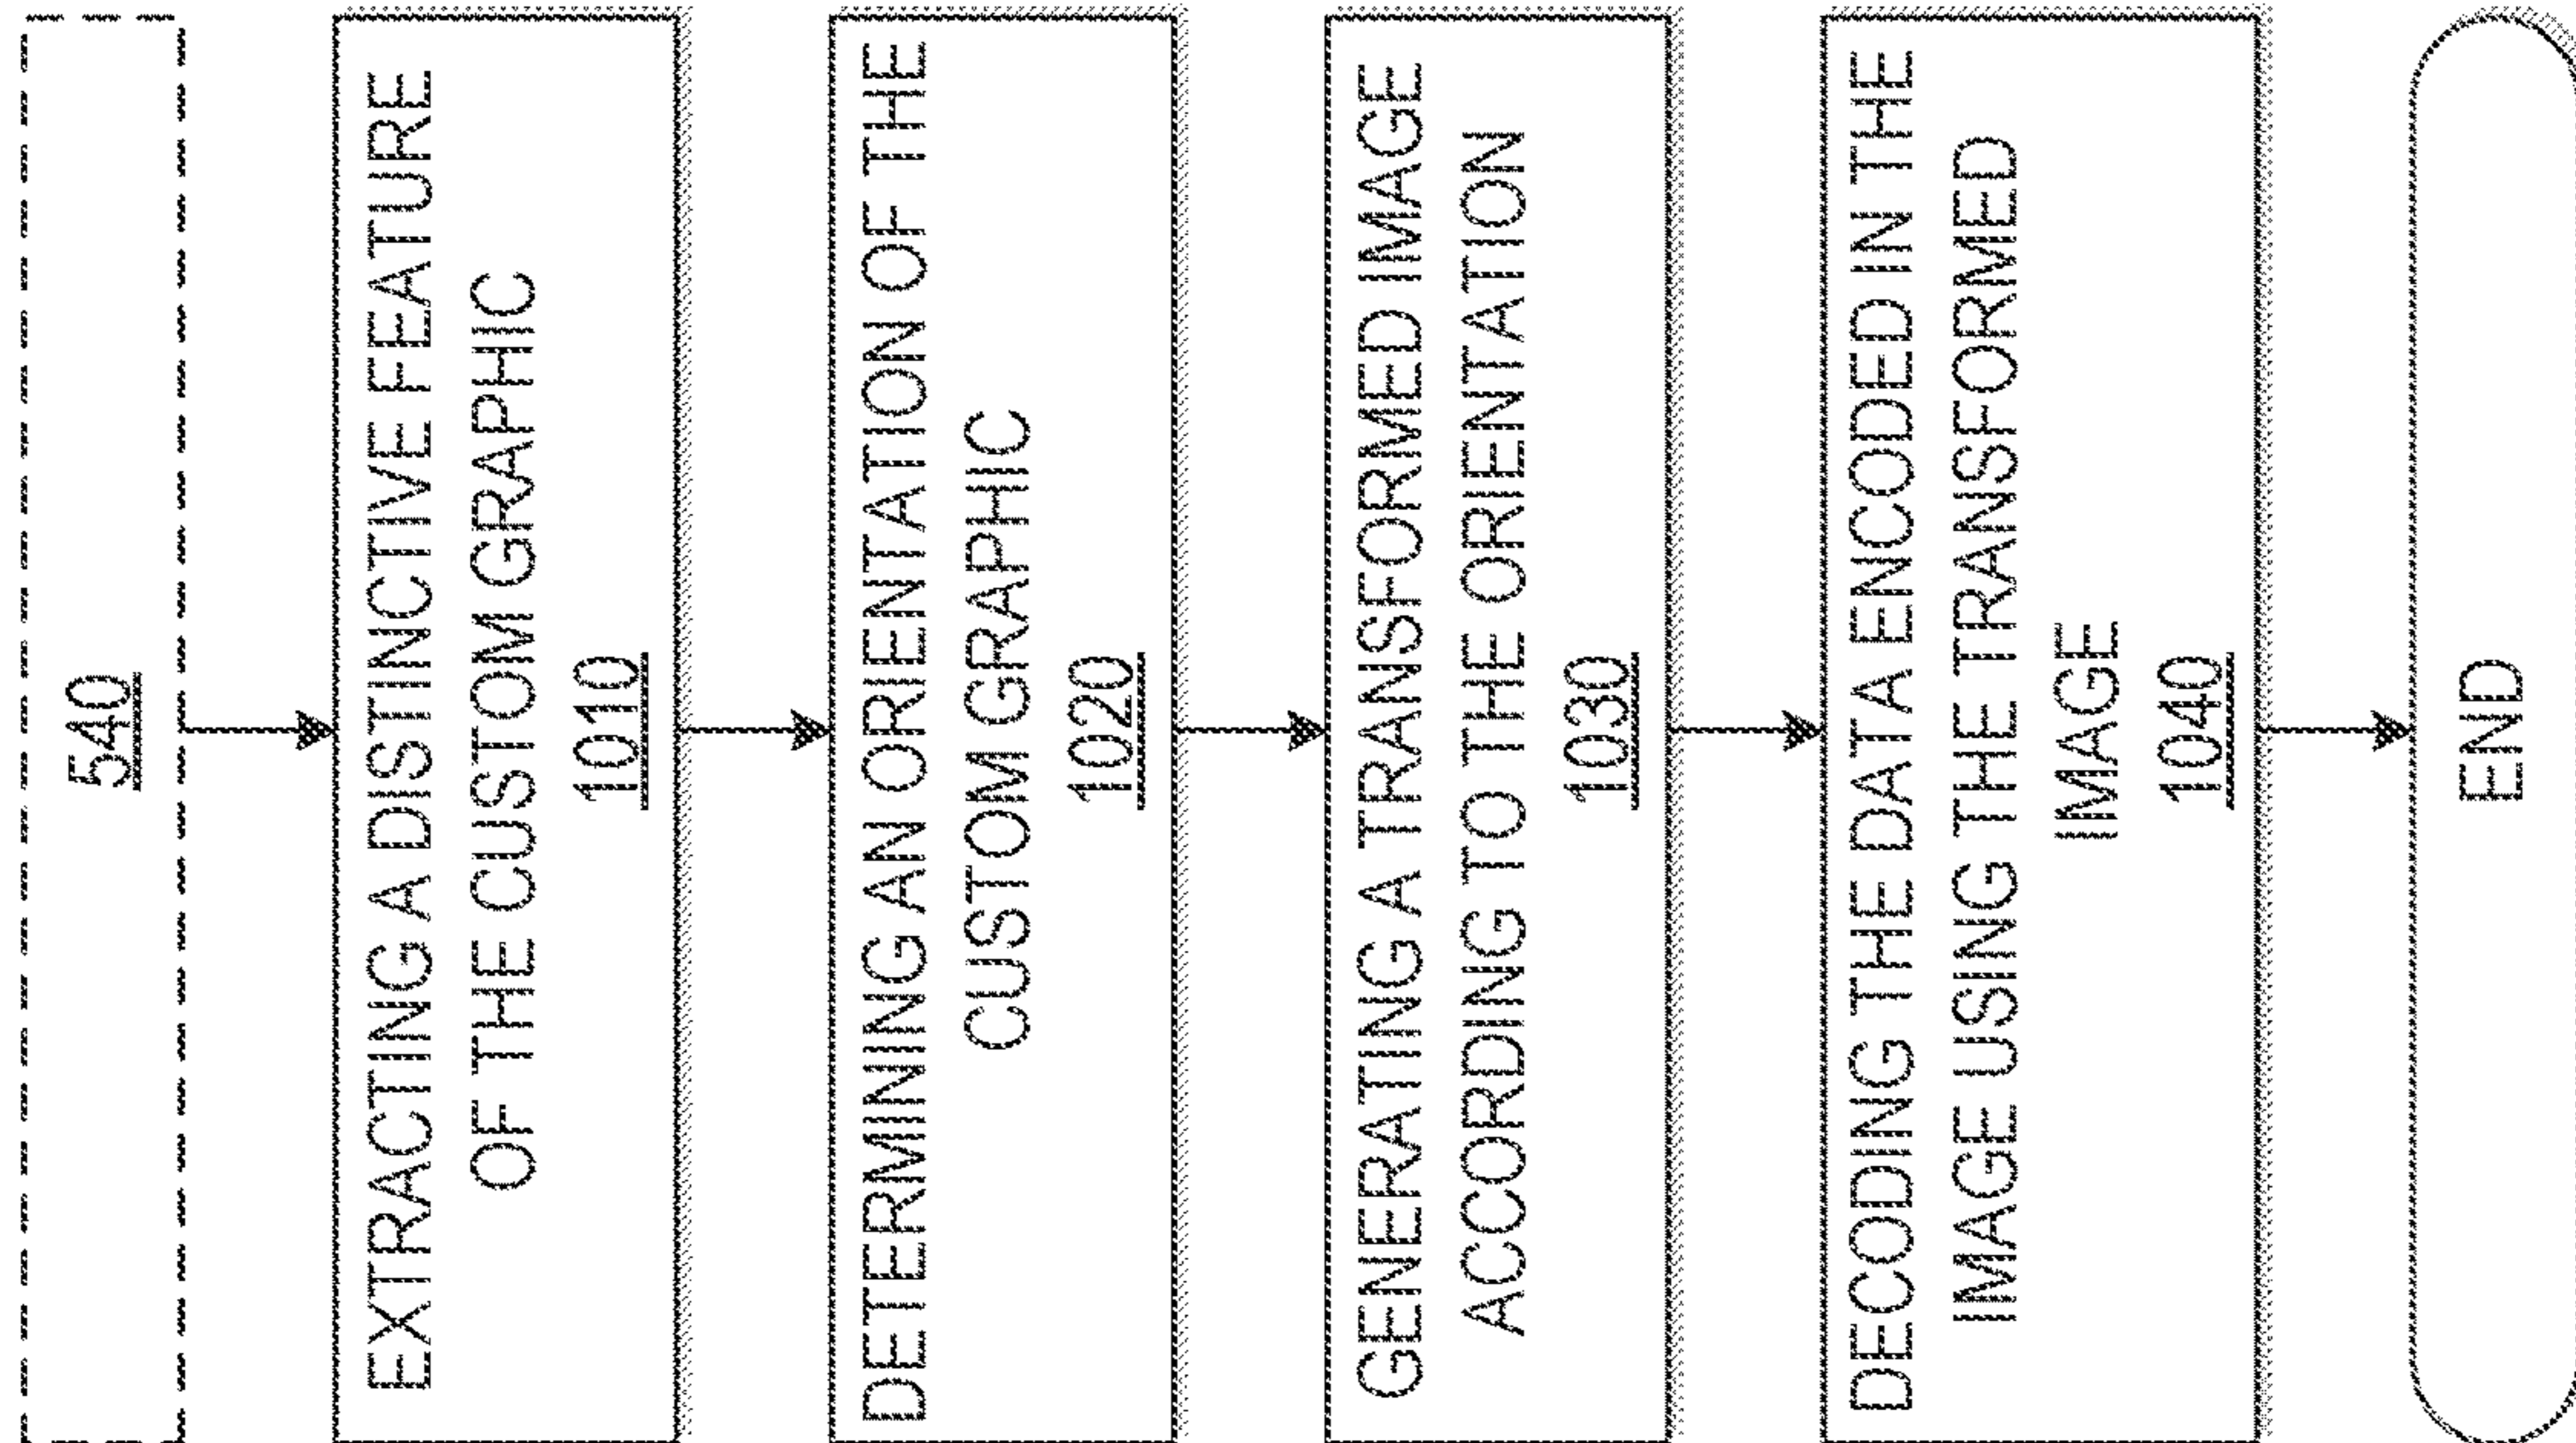 540
EXTRACTING A DISTINCTIVE FEATURE
OF THE CUSTOM GRAPHIC
1010
DETERMINING AN ORIENTATION OF THE
CUSTOM GRAPHIC
1020
GENERATING A TRANSFORMED IMAGE
ACCORDING TO THE ORIENTATION
1030
DECODING THE DATA ENCODED IN THE
IMAGE USING THE TRANSFORMED
IMAGE
1040
END